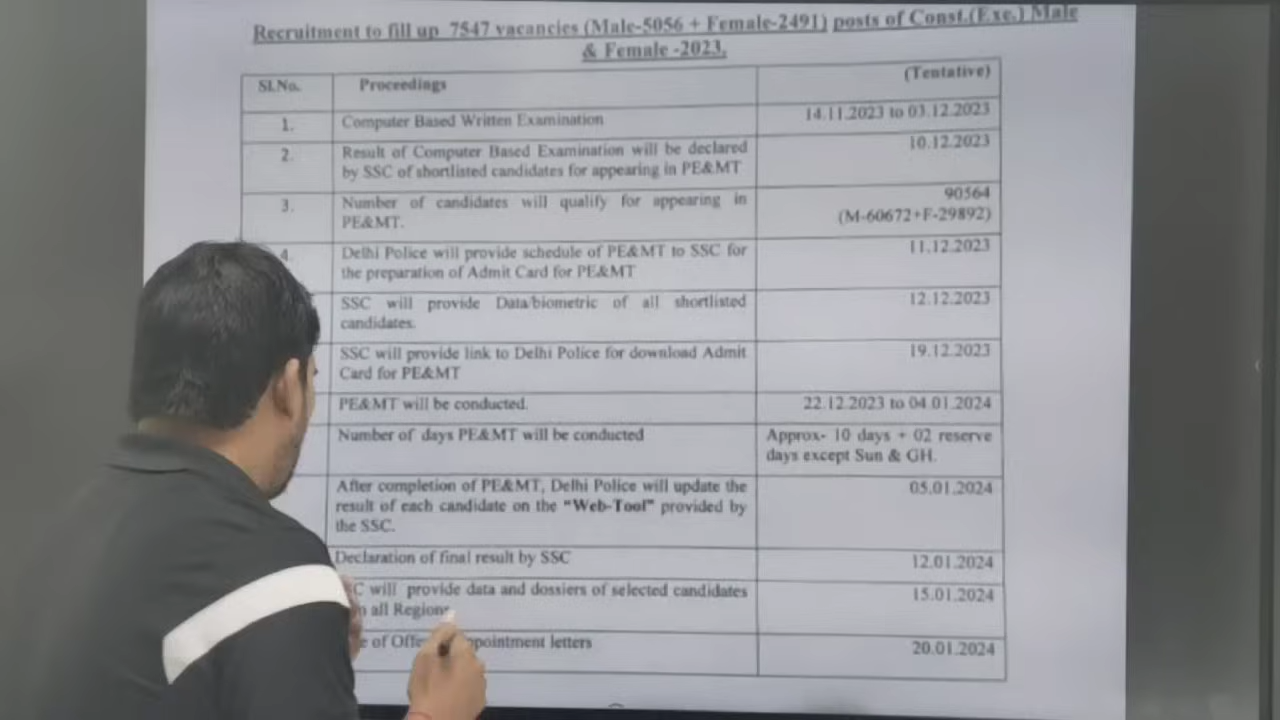 Recruitment to fill up 7547 vacancies (Male-5056 + Female-2491) posts of Const.(Exe.) Male
& Female -2023.
Sl.No. Proceedings (Tentative)
1. Computer Based Written Examination 14.11.2023 to 03.12.2023
2. Result of Computer Based Examination will be declared 10.12.2023
by SSC of shortlisted candidates for appearing in PE&MT
3. Number of candidates will qualify for appearing in 90564
PE&MT. (M-60672+F-29892)
4. Delhi Police will provide schedule of PE&MT to SSC for 11.12.2023
the preparation of Admit Card for PE&MT
SSC will provide Data/biometric of all shortlisted 12.12.2023
candidates.
SSC will provide link to Delhi Police for download Admit 19.12.2023
Card for PE&MT
PE&MT will be conducted. 22.12.2023 to 04.01.2024
Number of days PE&MT will be conducted Approx- 10 days + 02 reserve
days except Sun & GH.
After completion of PE&MT, Delhi Police will update the 05.01.2024
result of each candidate on the "Web-Tool" provided by
the SSC.
Declaration of final result by SSC 12.01.2024
will provide data and dossiers of selected candidates 15.01.2024
all Regions
of letters 20.01.2024